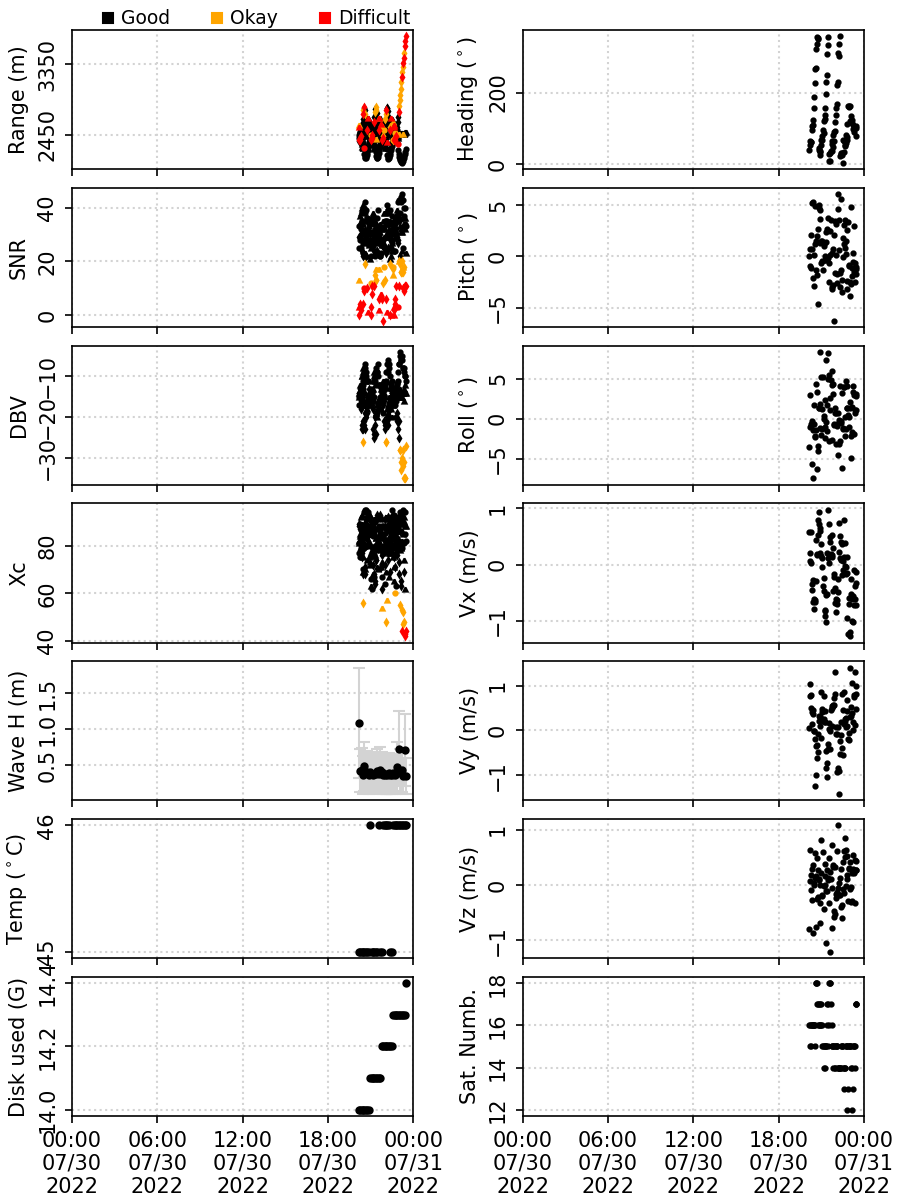 Good Okay Difficult
Range (m)
3350
2450
Heading (°)
200
0
SNR
40
20
0
Pitch (°)
5
0
−5
DBV
−10
−20
−30
Roll (°)
5
0
−5
Xc
80
60
40
Vx (m/s)
1
0
−1
Wave H (m)
1.5
1.0
0.5
Vy (m/s)
1
0
−1
Temp (°C)
46
45
Vz (m/s)
1
0
−1
Disk used (G)
14.4
14.2
14.0
Sat. Numb.
18
16
14
12
00:00 06:00 12:00 18:00 00:00
07/30 07/30 07/30 07/30 07/31
2022 2022 2022 2022 2022
00:00 06:00 12:00 18:00 00:00
07/30 07/30 07/30 07/30 07/31
2022 2022 2022 2022 2022